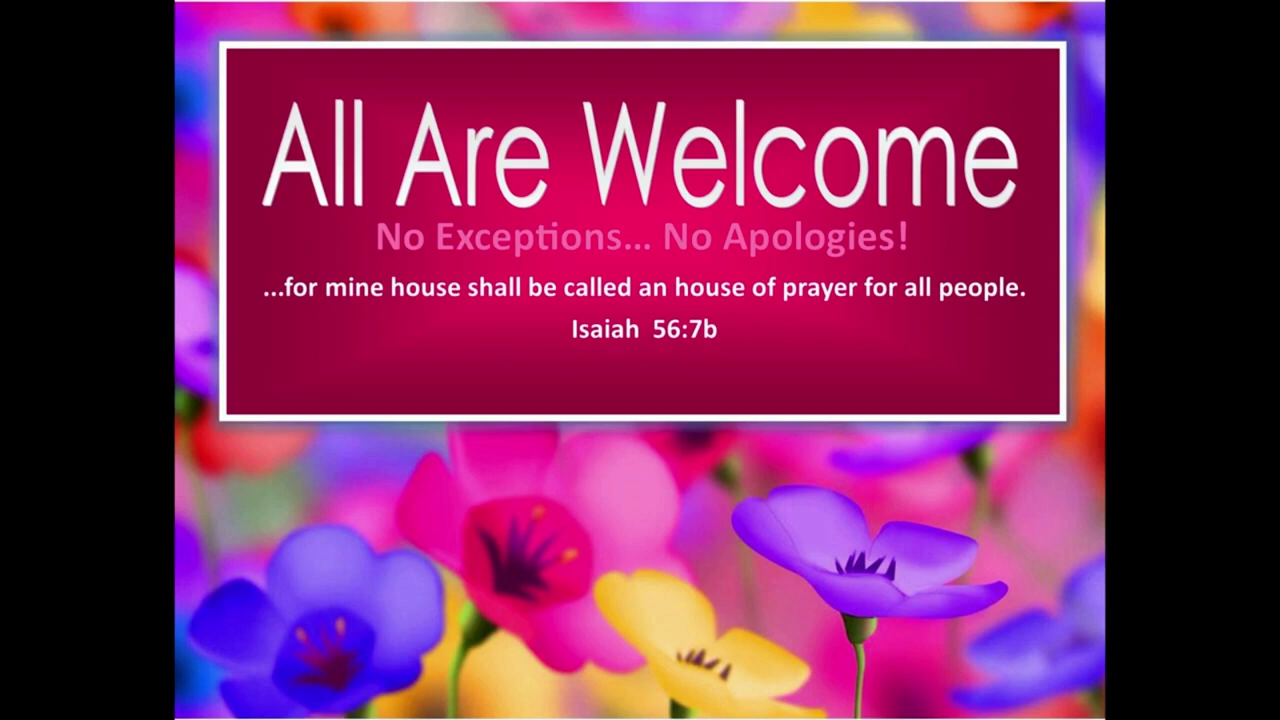 All Are Welcome
No Exceptions... No Apologies!
...for mine house shall be called an house of prayer for all people.
Isaiah  56:7b